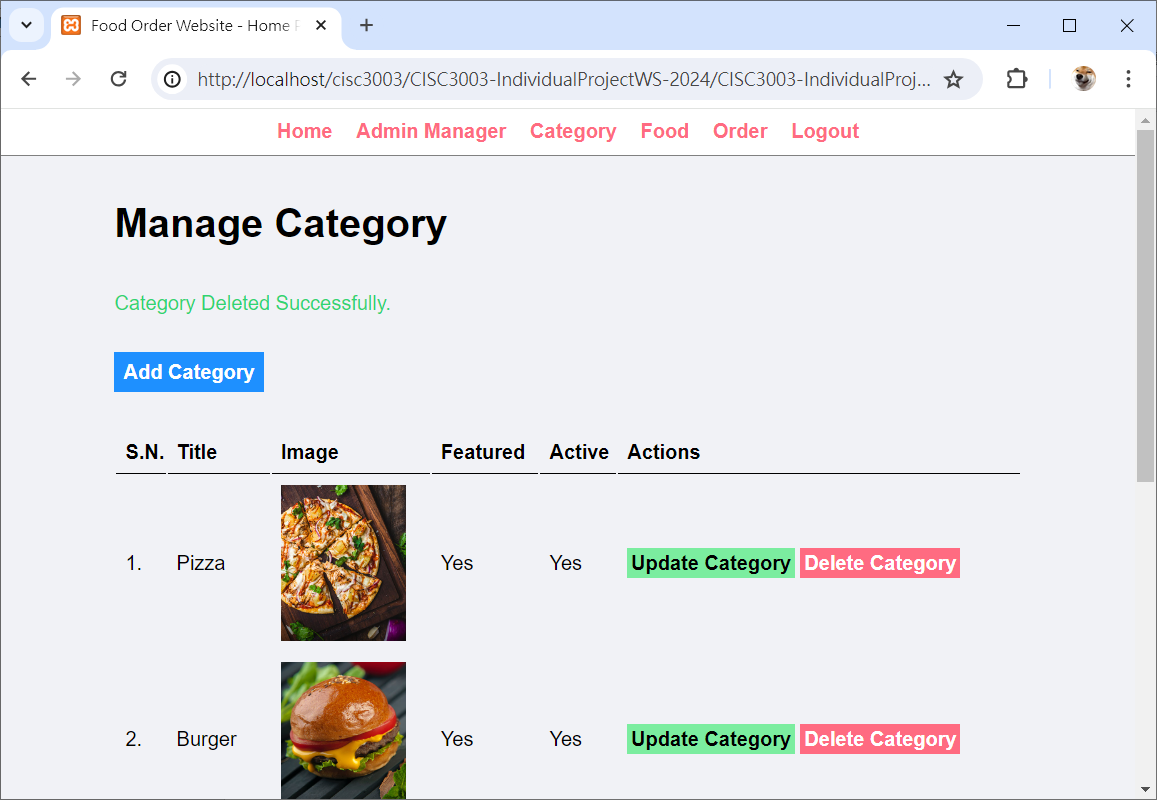 Food Order Website - Home
http://localhost/cisc3003/CISC3003-IndividualProjectWS-2024/CISC3003-IndividualProj...
Home Admin Manager Category Food Order Logout
Manage Category
Category Deleted Successfully.
Add Category
S.N. Title Image Featured Active Actions
1. Pizza Yes Yes Update Category Delete Category
2. Burger Yes Yes Update Category Delete Category